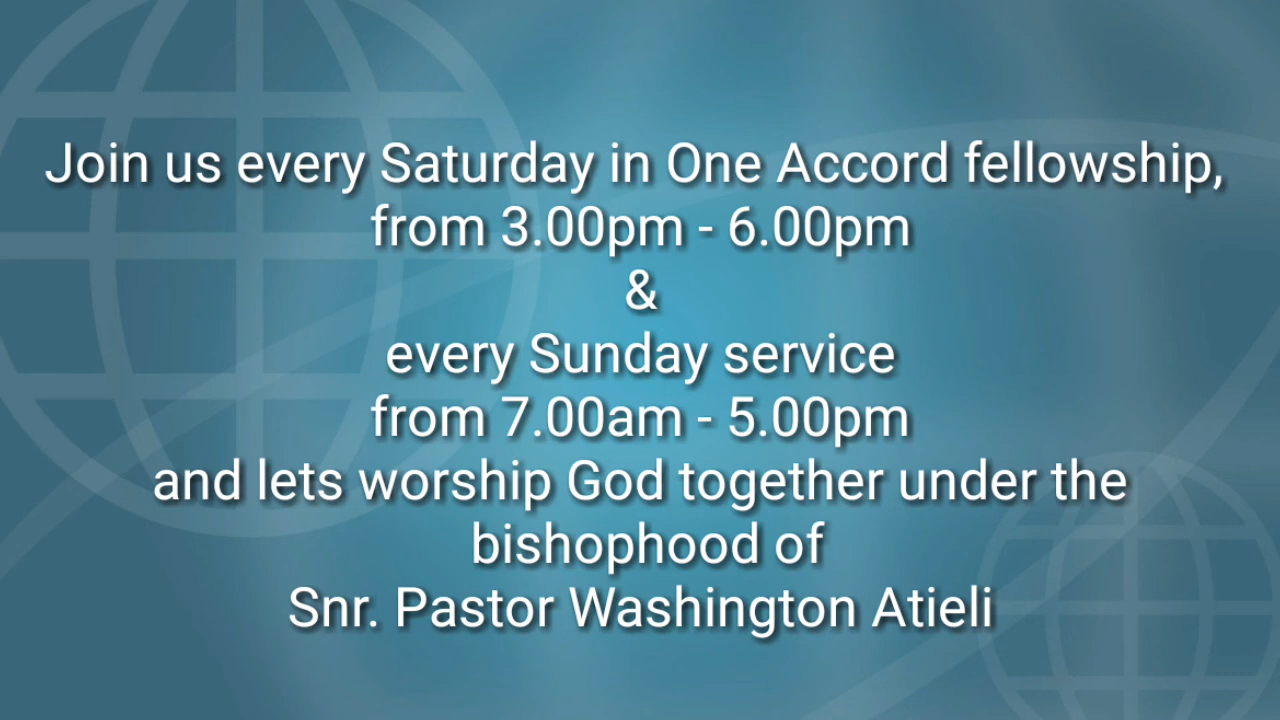 Join us every Saturday in One Accord fellowship,
from 3.00pm - 6.00pm
&
every Sunday service
from 7.00am - 5.00pm
and lets worship God together under the
bishophood of
Snr. Pastor Washington Atieli